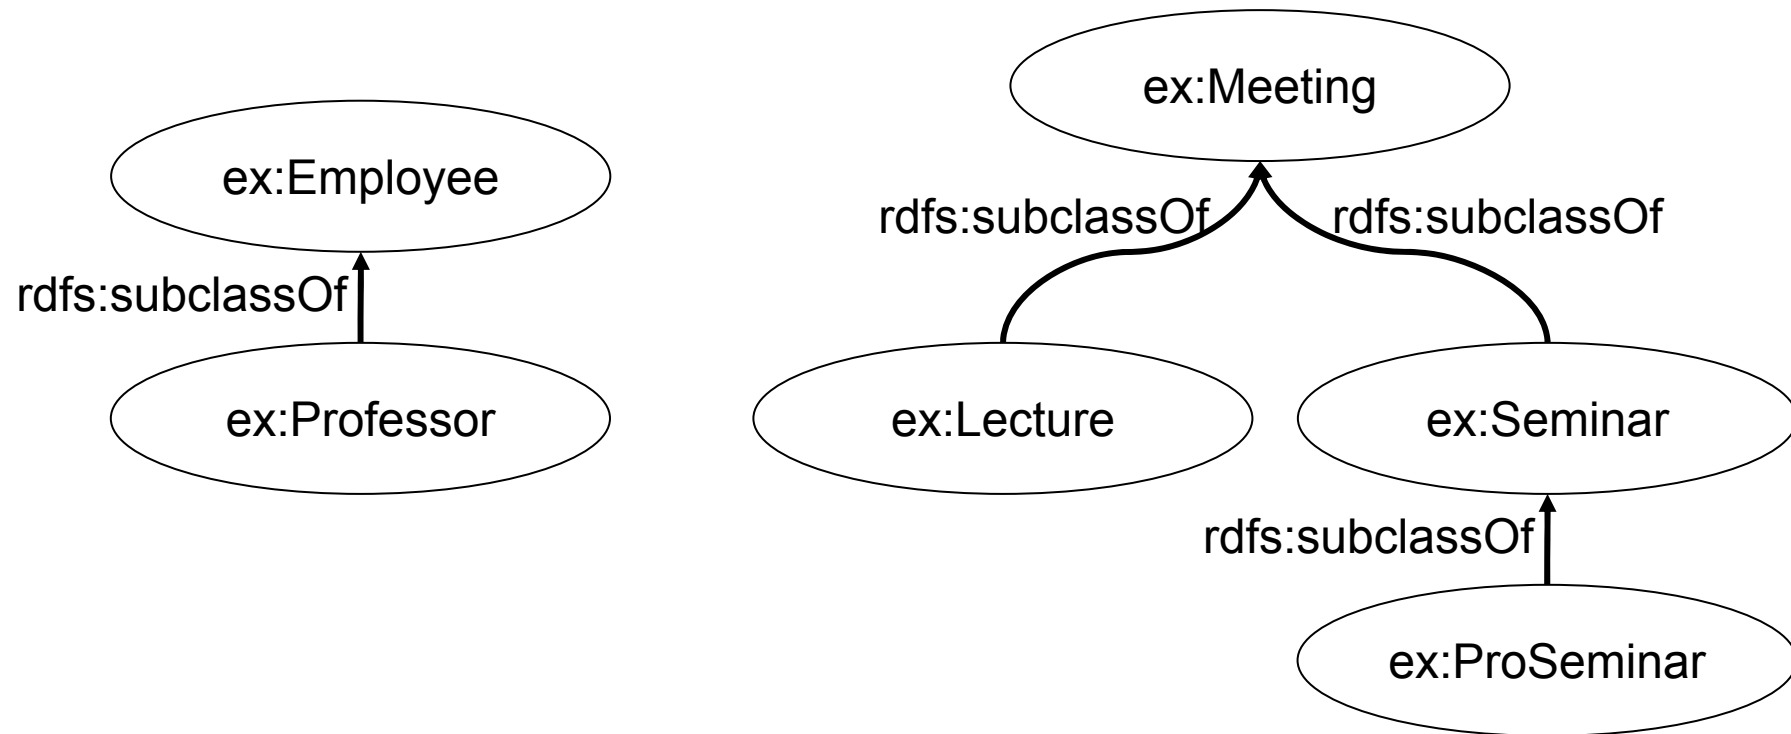 ex:Meeting
ex:Employee
rdfs:subclassOf
rdfs:subclassOf
rdfs:subclassOf
ex:Professor
ex:Lecture
ex:Seminar
rdfs:subclassOf
ex:ProSeminar